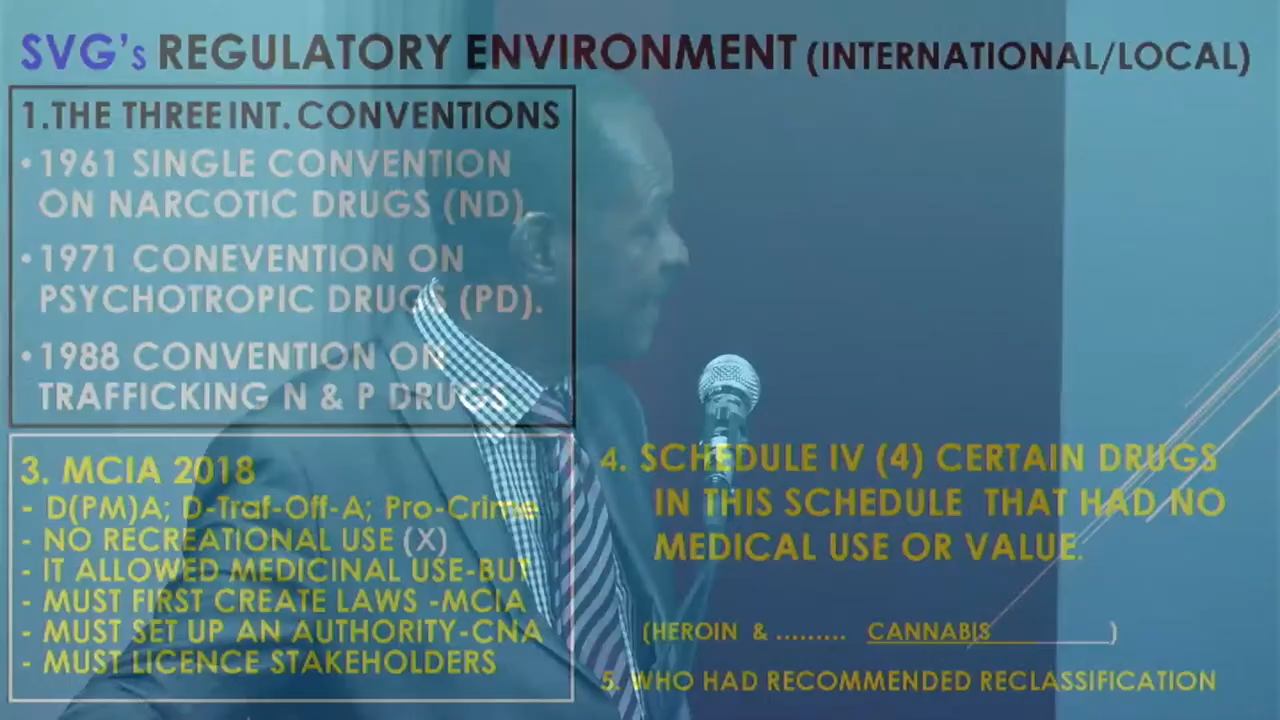 SVG's REGULATORY ENVIRONMENT (INTERNATIONAL/LOCAL)
1.THE THREE INT. CONVENTIONS
• 1961 SINGLE CONVENTION
ON NARCOTIC DRUGS (ND)
• 1971 CONEVENTION ON
PSYCHOTROPIC DRUGS (PD).
• 1988 CONVENTION ON
TRAFFICKING N & P DRUGS
3. MCIA 2018
- D(PM)A; D-Traf-Off-A; Pro-Crime
- NO RECREATIONAL USE (X)
- IT ALLOWED MEDICINAL USE-BUT
- MUST FIRST CREATE LAWS -MCIA
- MUST SET UP AN AUTHORITY-CNA
- MUST LICENCE STAKEHOLDERS
4. SCHEDULE IV (4) CERTAIN DRUGS
IN THIS SCHEDULE THAT HAD NO
MEDICAL USE OR VALUE.
(HEROIN & ......... CANNABIS__________)
5. WHO HAD RECOMMENDED RECLASSIFICATION